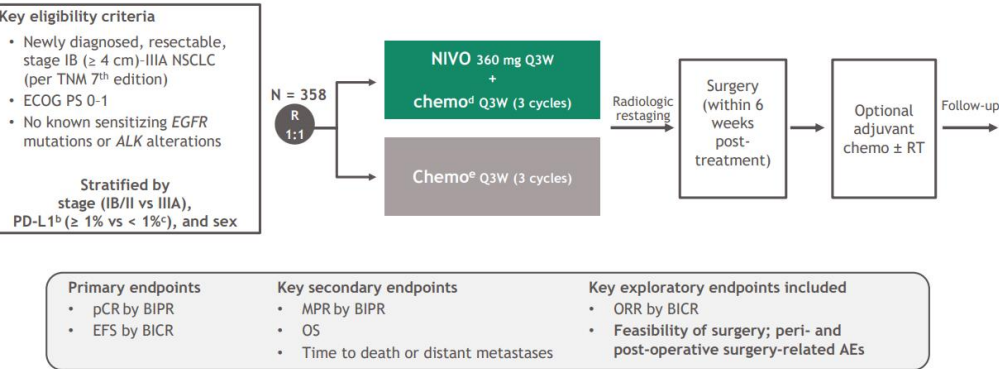 Key eligibility criteria
• Newly diagnosed, resectable,
stage IB (≥ 4 cm)–IIIA NSCLC
(per TNM 7th edition)
• ECOG PS 0–1
• No known sensitizing EGFR
mutations or ALK alterations
Stratified by
stage (IB/II vs IIIA),
PD-L1ᵇ (≥ 1% vs < 1%ᶜ), and sex
N = 358
R
1:1
NIVO 360 mg Q3W
+
chemoᵈ Q3W (3 cycles)
Chemoᵉ Q3W (3 cycles)
Radiologic
restaging
Surgery
(within 6
weeks
post-
treatment)
Optional
adjuvant
chemo ± RT
Follow-up
Primary endpoints
• pCR by BIPR
• EFS by BICR
Key secondary endpoints
• MPR by BIPR
• OS
• Time to death or distant metastases
Key exploratory endpoints included
• ORR by BICR
• Feasibility of surgery; peri- and
post-operative surgery-related AEs